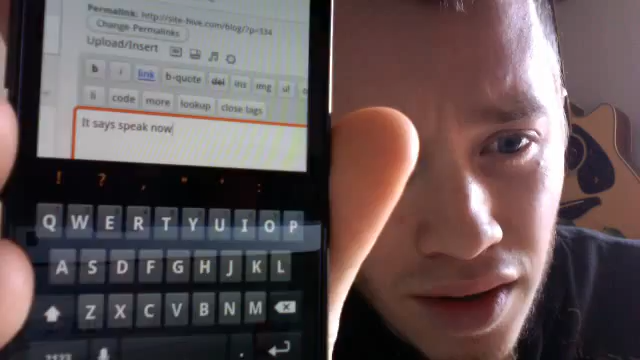 Permalink: http://site-hive.com/blog/?p=334
Change Permalinks
Upload/Insert
b i link b-quote del ins img ul
li code more lookup close tags
It says speak now
! ? , " ' :
Q W E R T Y U I O P
A S D F G H J K L
Z X C V B N M
.